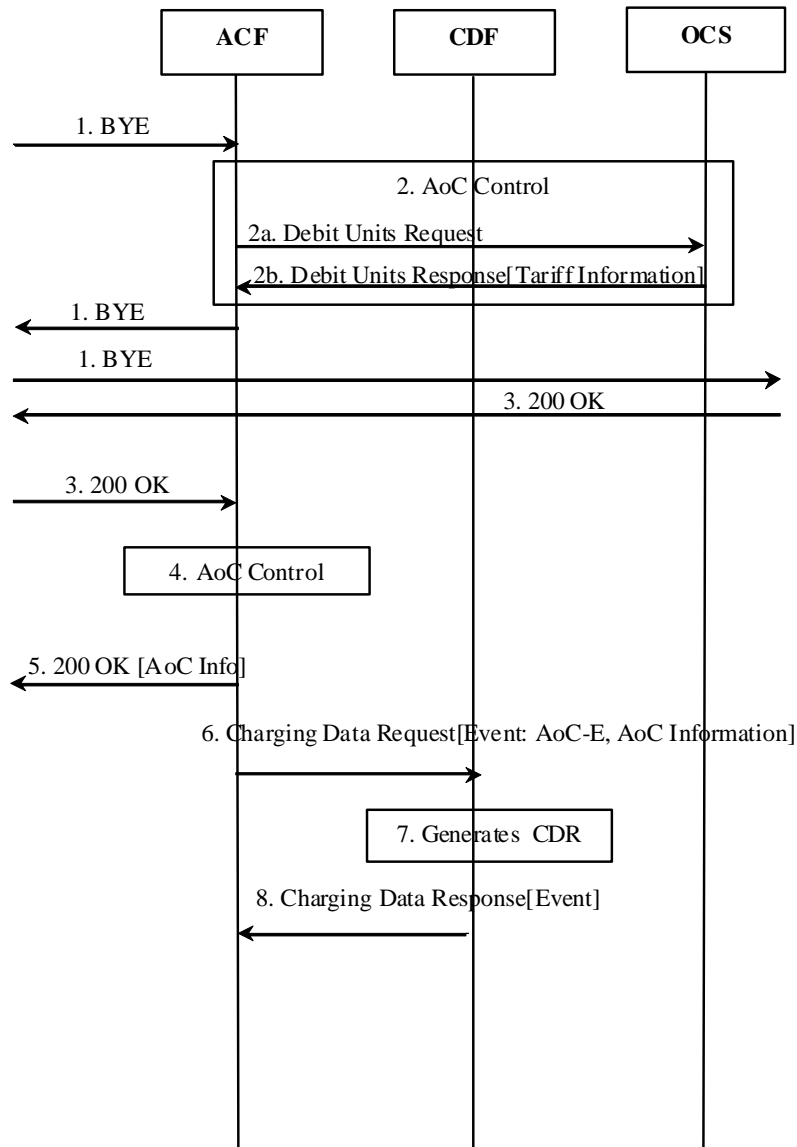 ACF CDF OCS
1. BYE
2. AoC Control
2a. Debit Units Request
2b. Debit Units Response[Tariff Information]
1. BYE
1. BYE
3. 200 OK
3. 200 OK
4. AoC Control
5. 200 OK [AoC Info]
6. Charging Data Request[Event: AoC-E, AoC Information]
7. Generates CDR
8. Charging Data Response[Event]